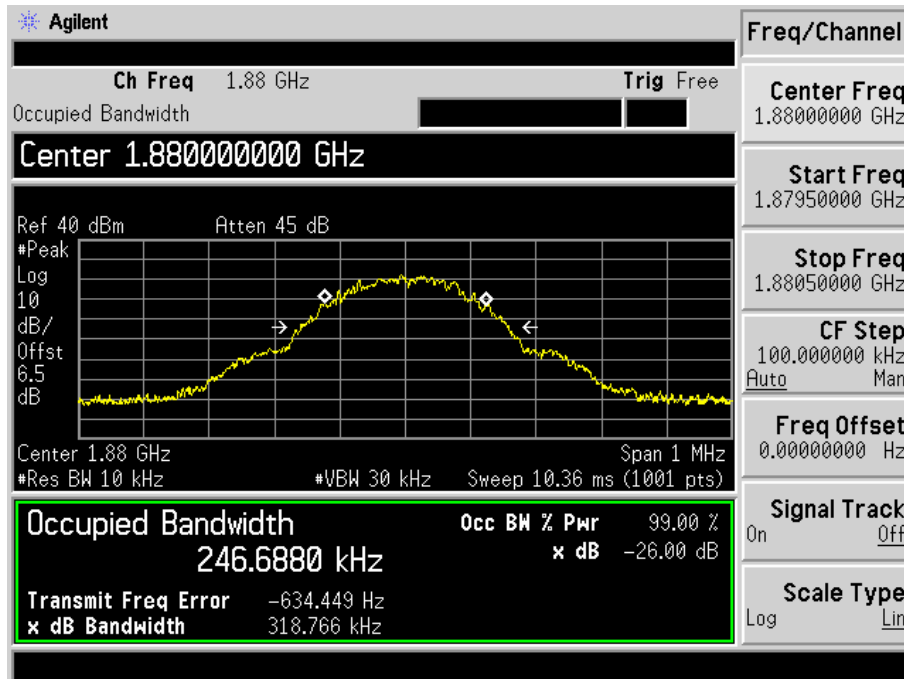 Agilent
Freq/Channel
Ch Freq 1.88 GHz Trig Free
Occupied Bandwidth
Center 1.880000000 GHz
Ref 40 dBm Atten 45 dB
#Peak
Log
10
dB/
Offst
6.5
dB
Center 1.88 GHz Span 1 MHz
#Res BW 10 kHz #VBW 30 kHz Sweep 10.36 ms (1001 pts)
Occupied Bandwidth Occ BW % Pwr 99.00 %
246.6880 kHz x dB -26.00 dB
Transmit Freq Error -634.449 Hz
x dB Bandwidth 318.766 kHz
Center Freq
1.88000000 GHz
Start Freq
1.87950000 GHz
Stop Freq
1.88050000 GHz
CF Step
100.000000 kHz
Auto Man
Freq Offset
0.00000000 Hz
Signal Track
On Off
Scale Type
Log Lin